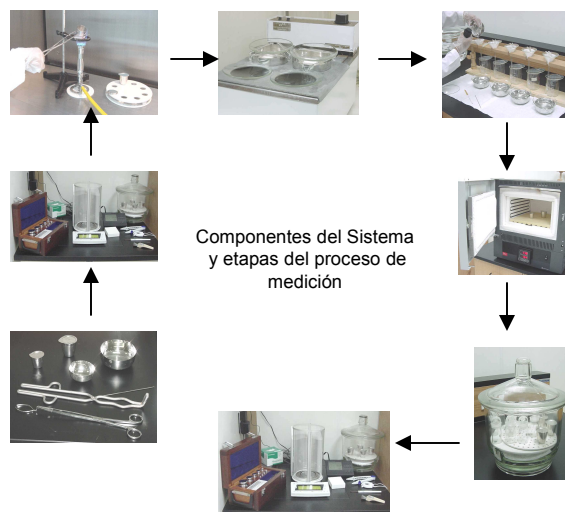 Componentes del Sistema
y etapas del proceso de
medición